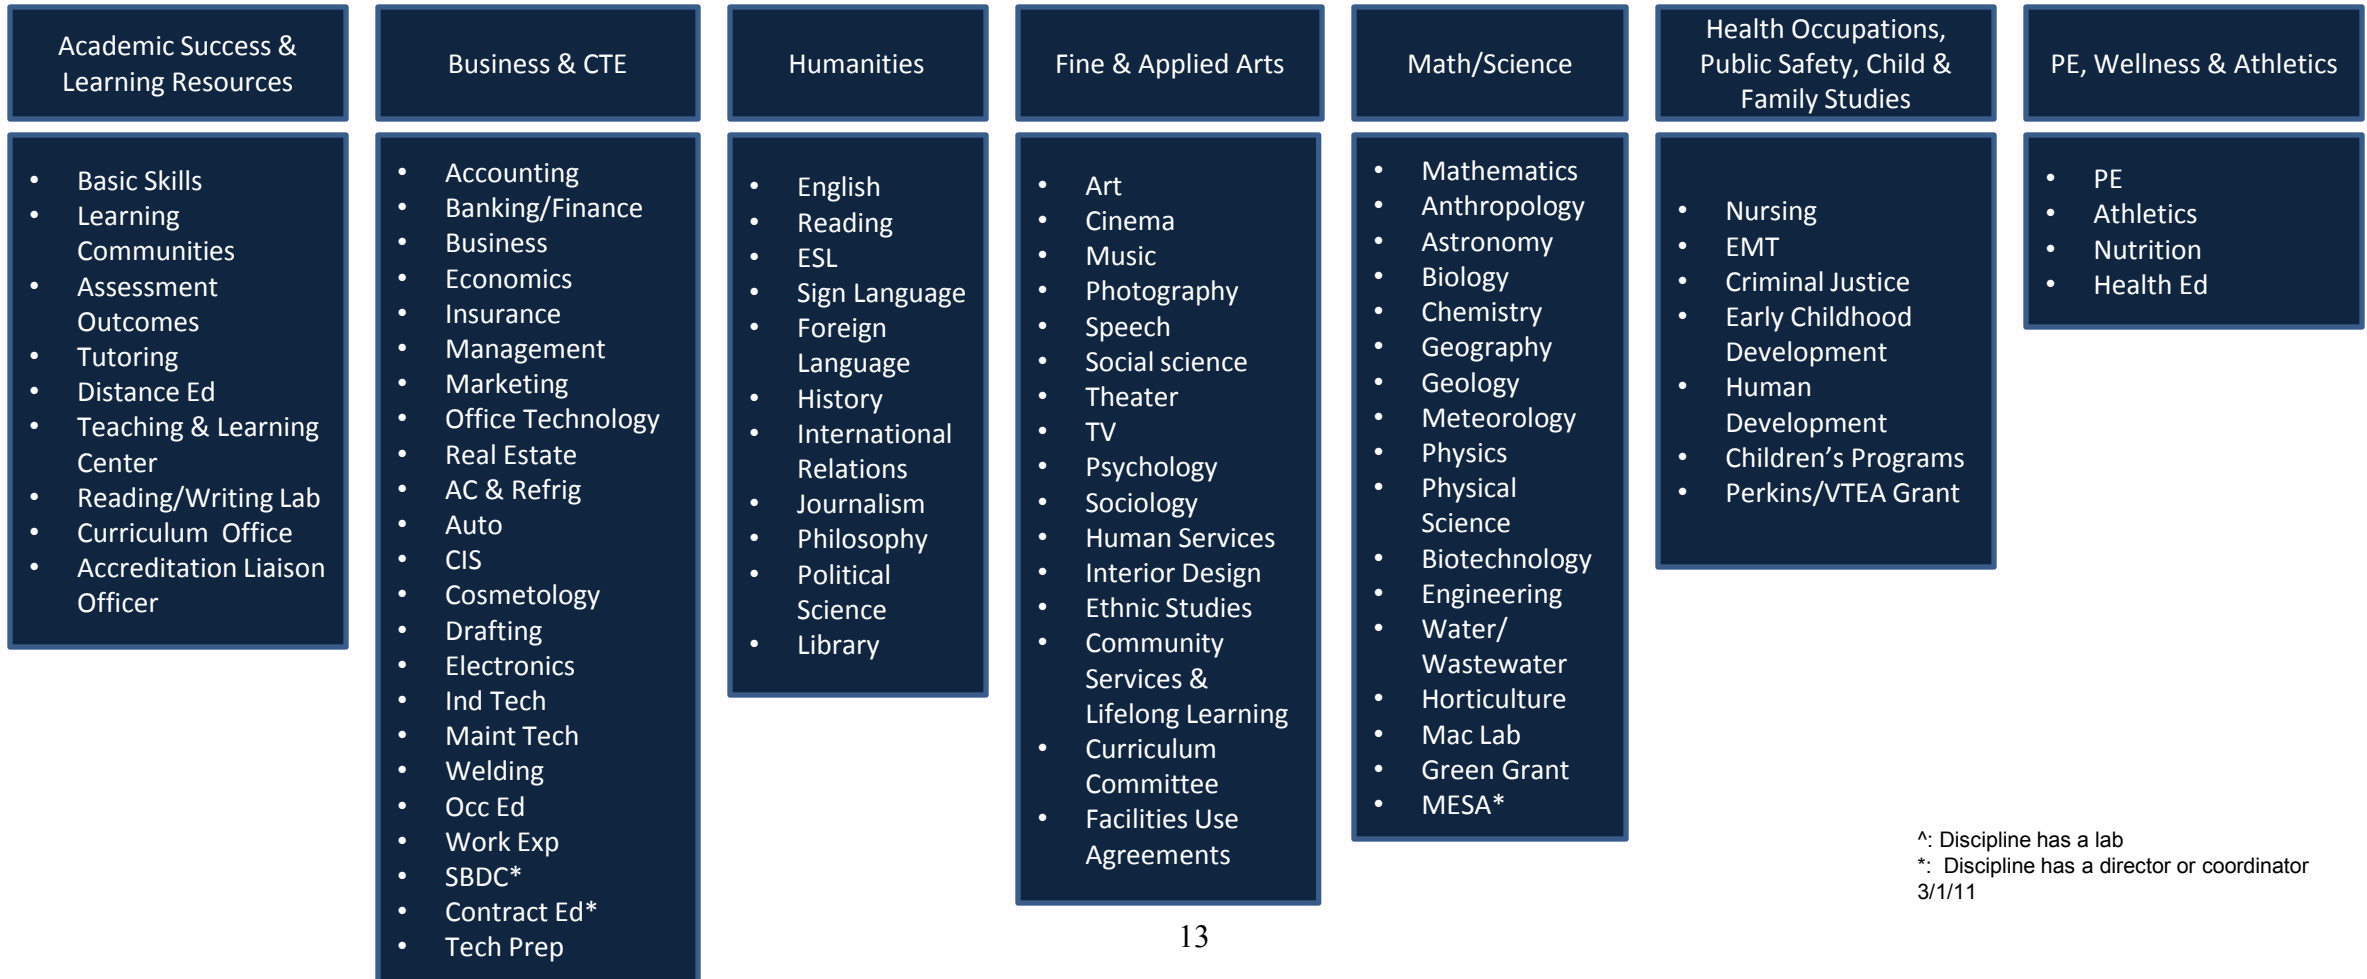 Academic Success &
Learning Resources
• Basic Skills
• Learning
Communities
• Assessment
Outcomes
• Tutoring
• Distance Ed
• Teaching & Learning
Center
• Reading/Writing Lab
• Curriculum Office
• Accreditation Liaison
Officer
Business & CTE
• Accounting
• Banking/Finance
• Business
• Economics
• Insurance
• Management
• Marketing
• Office Technology
• Real Estate
• AC & Refrig
• Auto
• CIS
• Cosmetology
• Drafting
• Electronics
• Ind Tech
• Maint Tech
• Welding
• Occ Ed
• Work Exp
• SBDC*
• Contract Ed*
• Tech Prep
Humanities
• English
• Reading
• ESL
• Sign Language
• Foreign
Language
• History
• International
Relations
• Journalism
• Philosophy
• Political
Science
• Library
Fine & Applied Arts
• Art
• Cinema
• Music
• Photography
• Speech
• Social science
• Theater
• TV
• Psychology
• Sociology
• Human Services
• Interior Design
• Ethnic Studies
• Community
Services &
Lifelong Learning
• Curriculum
Committee
• Facilities Use
Agreements
Math/Science
• Mathematics
• Anthropology
• Astronomy
• Biology
• Chemistry
• Geography
• Geology
• Meteorology
• Physics
• Physical
Science
• Biotechnology
• Engineering
• Water/
Wastewater
• Horticulture
• Mac Lab
• Green Grant
• MESA*
Health Occupations,
Public Safety, Child &
Family Studies
• Nursing
• EMT
• Criminal Justice
• Early Childhood
Development
• Human
Development
• Children’s Programs
• Perkins/VTEA Grant
PE, Wellness & Athletics
• PE
• Athletics
• Nutrition
• Health Ed
^: Discipline has a lab
*: Discipline has a director or coordinator
3/1/11
13